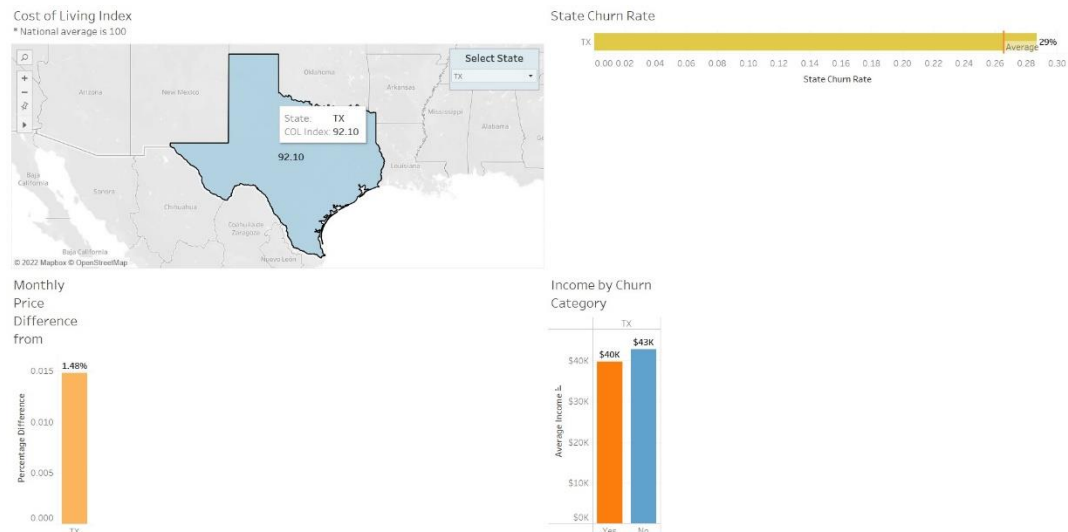 Cost of Living Index
* National average is 100
Select State
TX
Oklahoma
Arkansas
Arizona
New Mexico
Mississippi
Alabama
State: TX
COL Index: 92.10
92.10
Louisiana
Baja
California
Sonora
Chihuahua
Coahuila de
Zaragoza
Baja California
Nuevo León
© 2022 Mapbox © OpenStreetMap
State Churn Rate
TX
Average
29%
0.00 0.02 0.04 0.06 0.08 0.10 0.12 0.14 0.16 0.18 0.20 0.22 0.24 0.26 0.28 0.30
State Churn Rate
Monthly
Price
Difference
from
1.48%
0.015
0.010
0.005
0.000
Percentage Difference
TX
Income by Churn
Category
TX
$40K
$43K
$40K
$30K
$20K
$10K
$0K
Average Income
Yes No